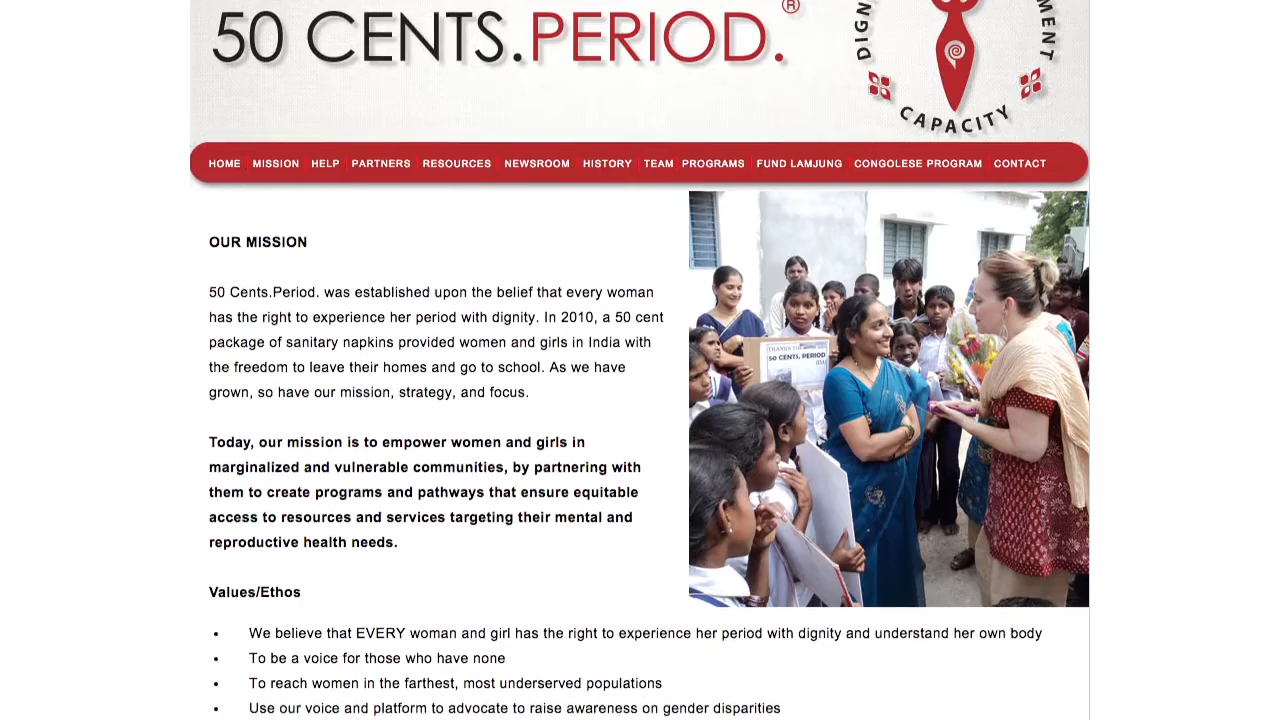 50 CENTS.PERIOD.®
CAPACITY
HOME MISSION HELP PARTNERS RESOURCES NEWSROOM HISTORY TEAM PROGRAMS FUND LAMJUNG CONGOLESE PROGRAM CONTACT
OUR MISSION
50 Cents.Period. was established upon the belief that every woman
has the right to experience her period with dignity. In 2010, a 50 cent
package of sanitary napkins provided women and girls in India with
the freedom to leave their homes and go to school. As we have
grown, so have our mission, strategy, and focus.
Today, our mission is to empower women and girls in
marginalized and vulnerable communities, by partnering with
them to create programs and pathways that ensure equitable
access to resources and services targeting their mental and
reproductive health needs.
THANKS THE
50 CENTS. PERIOD
Values/Ethos
• We believe that EVERY woman and girl has the right to experience her period with dignity and understand her own body
• To be a voice for those who have none
• To reach women in the farthest, most underserved populations
• Use our voice and platform to advocate to raise awareness on gender disparities